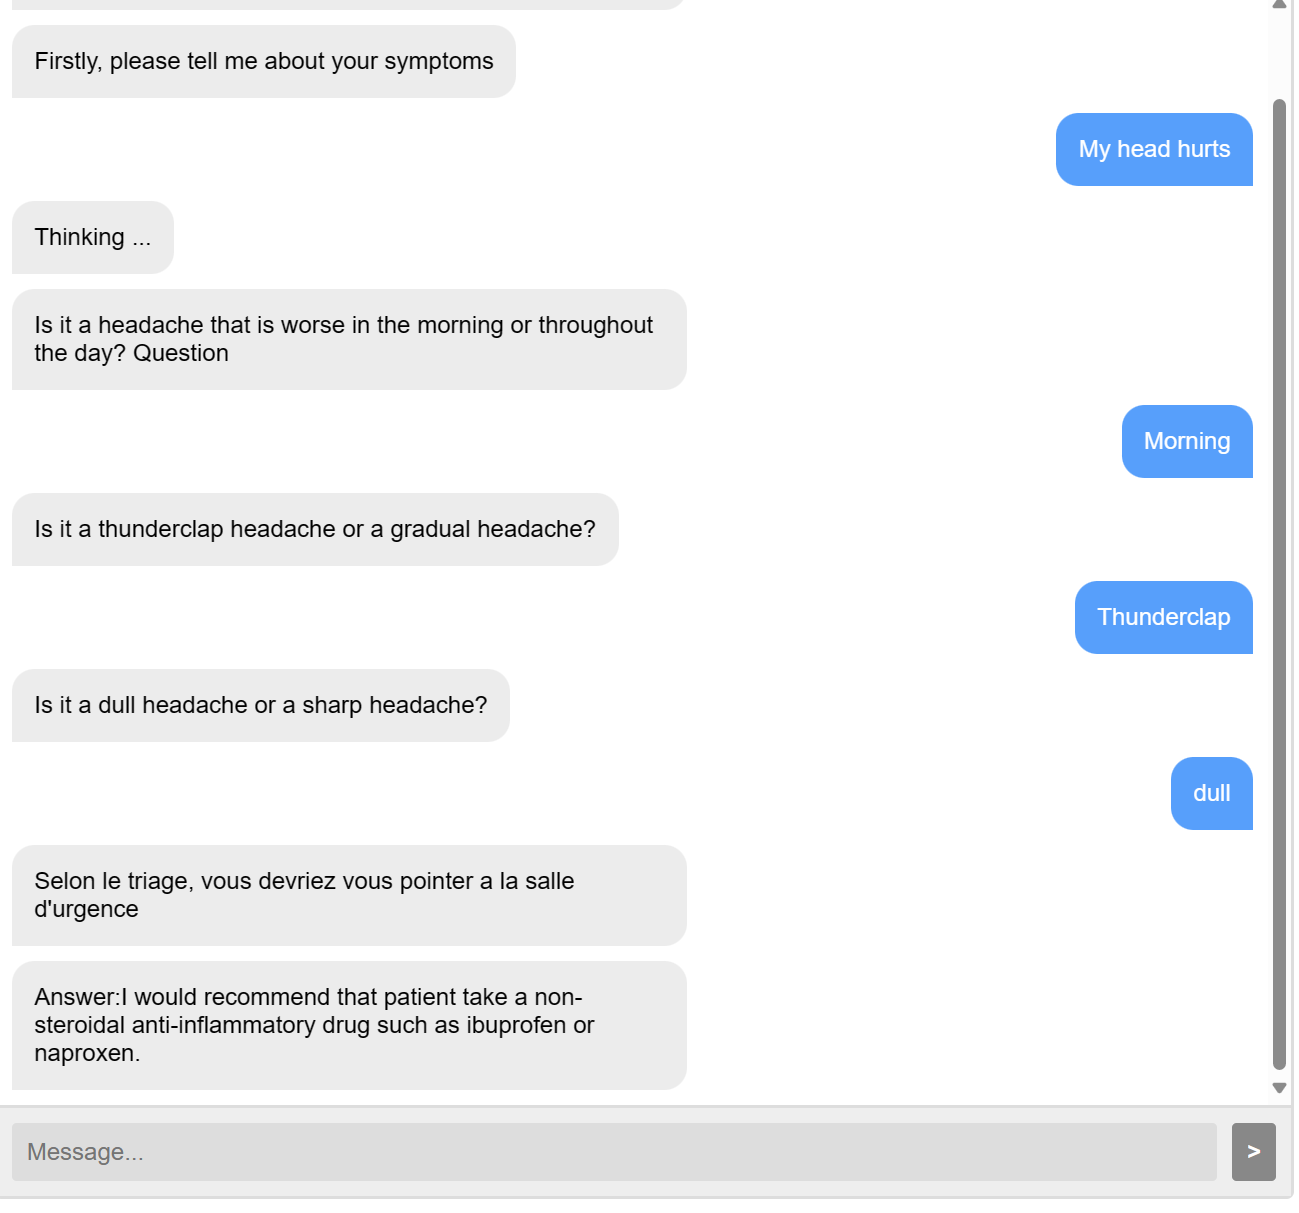 Firstly, please tell me about your symptoms
My head hurts
Thinking ...
Is it a headache that is worse in the morning or throughout
the day? Question
Morning
Is it a thunderclap headache or a gradual headache?
Thunderclap
Is it a dull headache or a sharp headache?
dull
Selon le triage, vous devriez vous pointer a la salle
d'urgence
Answer:I would recommend that patient take a non-
steroidal anti-inflammatory drug such as ibuprofen or
naproxen.
Message...
>